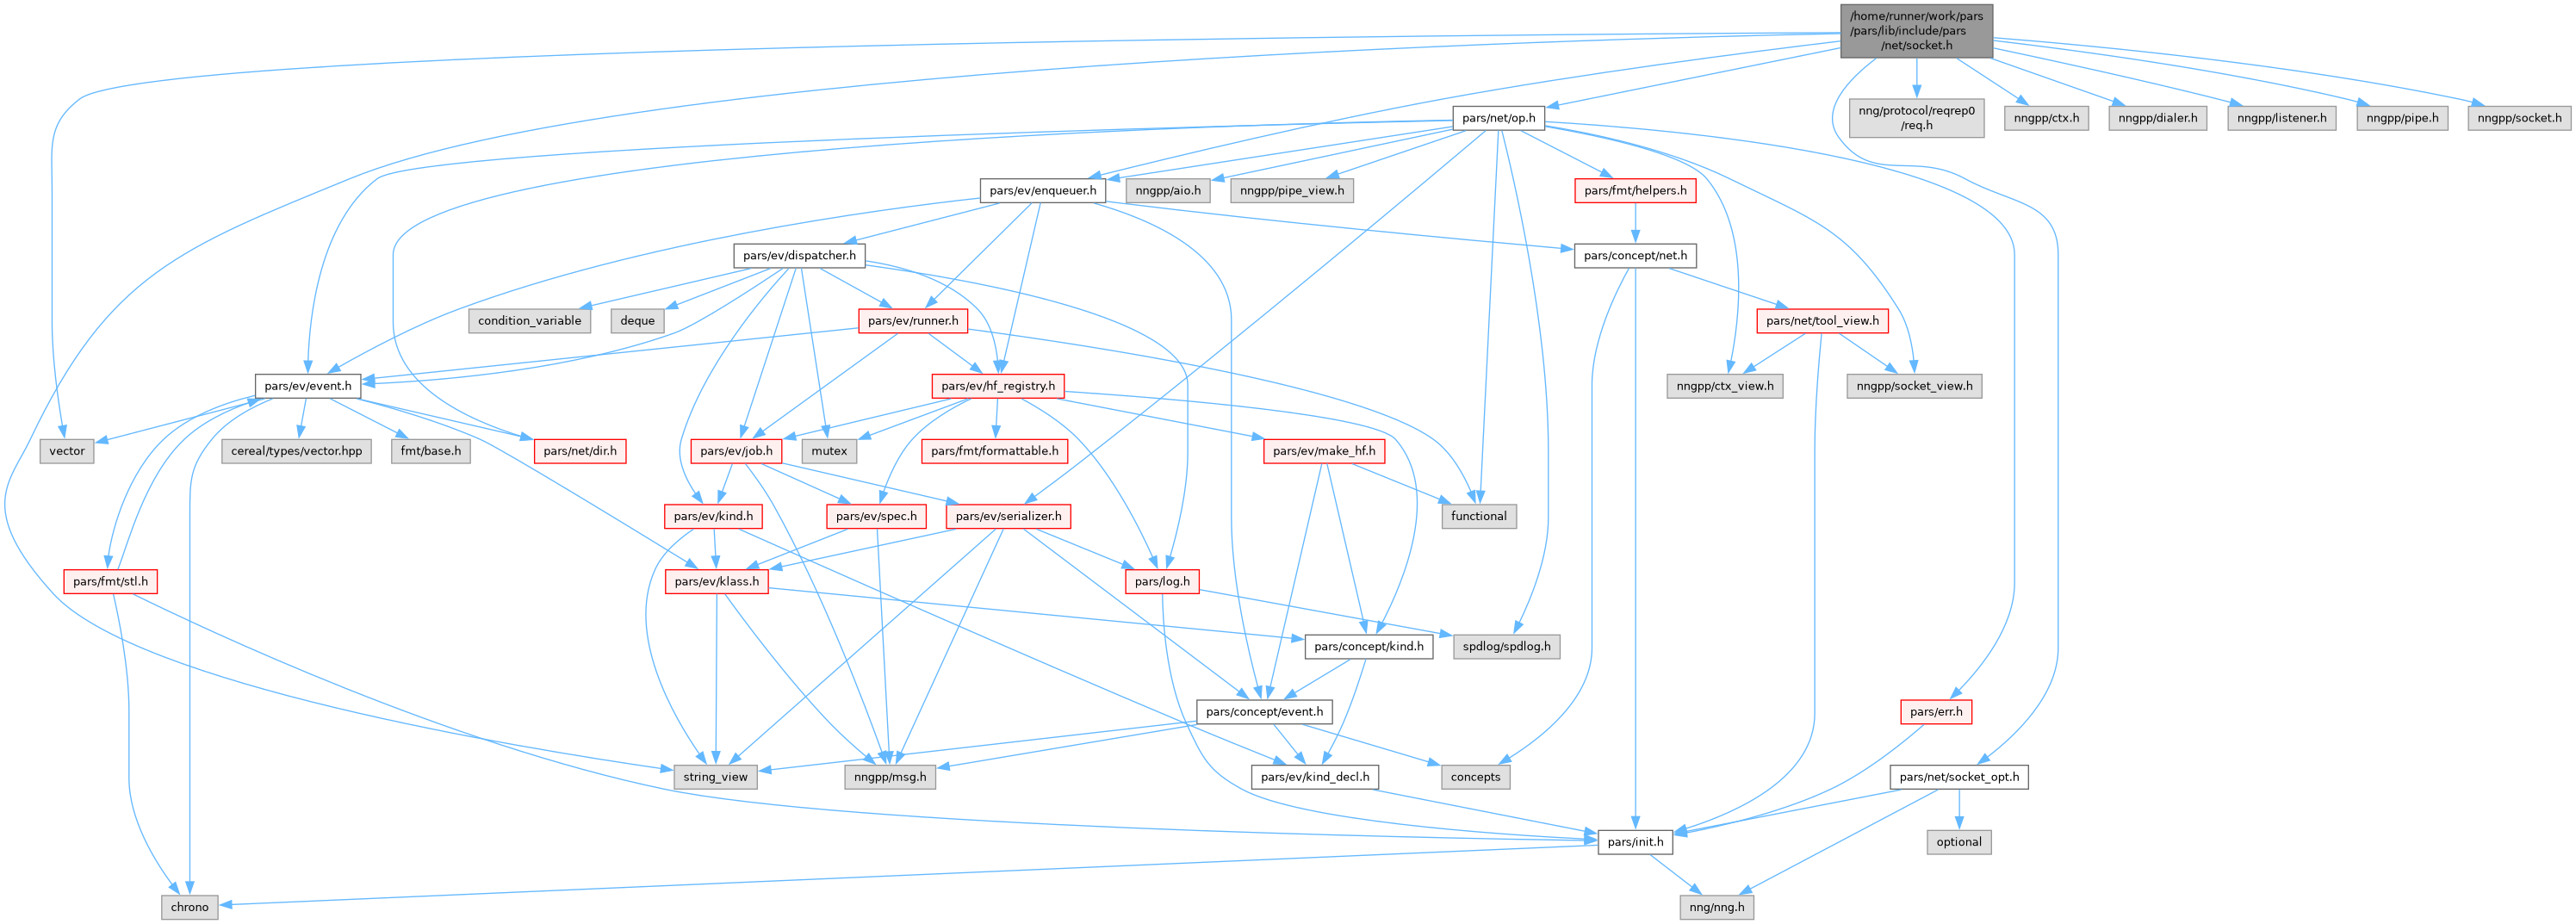 /home/runner/work/pars
/pars/lib/include/pars
/net/socket.h
pars/net/op.h
nng/protocol/reqrep0
/req.h
nngpp/ctx.h
nngpp/dialer.h
nngpp/listener.h
nngpp/pipe.h
nngpp/socket.h
pars/ev/enqueuer.h
nngpp/aio.h
nngpp/pipe_view.h
pars/fmt/helpers.h
pars/ev/dispatcher.h
pars/concept/net.h
condition_variable
deque
pars/ev/runner.h
pars/net/tool_view.h
pars/ev/event.h
pars/ev/hf_registry.h
nngpp/ctx_view.h
nngpp/socket_view.h
vector
cereal/types/vector.hpp
fmt/base.h
pars/net/dir.h
pars/ev/job.h
mutex
pars/fmt/formattable.h
pars/ev/make_hf.h
pars/ev/kind.h
pars/ev/spec.h
pars/ev/serializer.h
functional
pars/fmt/stl.h
pars/ev/klass.h
pars/log.h
pars/concept/kind.h
spdlog/spdlog.h
pars/concept/event.h
pars/err.h
string_view
nngpp/msg.h
pars/ev/kind_decl.h
concepts
pars/net/socket_opt.h
pars/init.h
optional
chrono
nng/nng.h